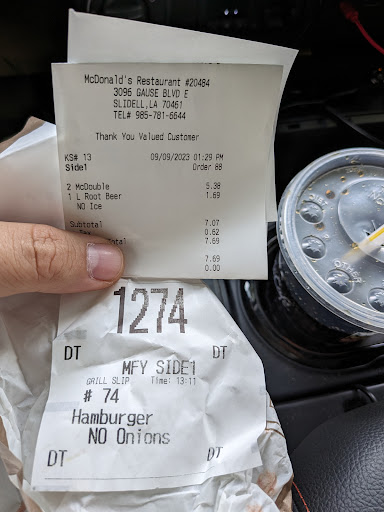 McDonald's Restaurant #20484
3096 GAUSE BLVD E
SLIDELL,LA 70461
TEL# 985-781-6644
Thank You Valued Customer
KS# 13 09/09/2023 01:29 PM
Side1 Order 68
2 McDouble 5.38
1 L Root Beer 1.69
NO Ice
Subtotal 7.07
Tax 0.62
Total 7.69
7.69
0.00
1274
DT DT
MFY SIDE1
GRILL SLIP Time: 13:11
# 74
Hamburger
NO Onions
DT DT